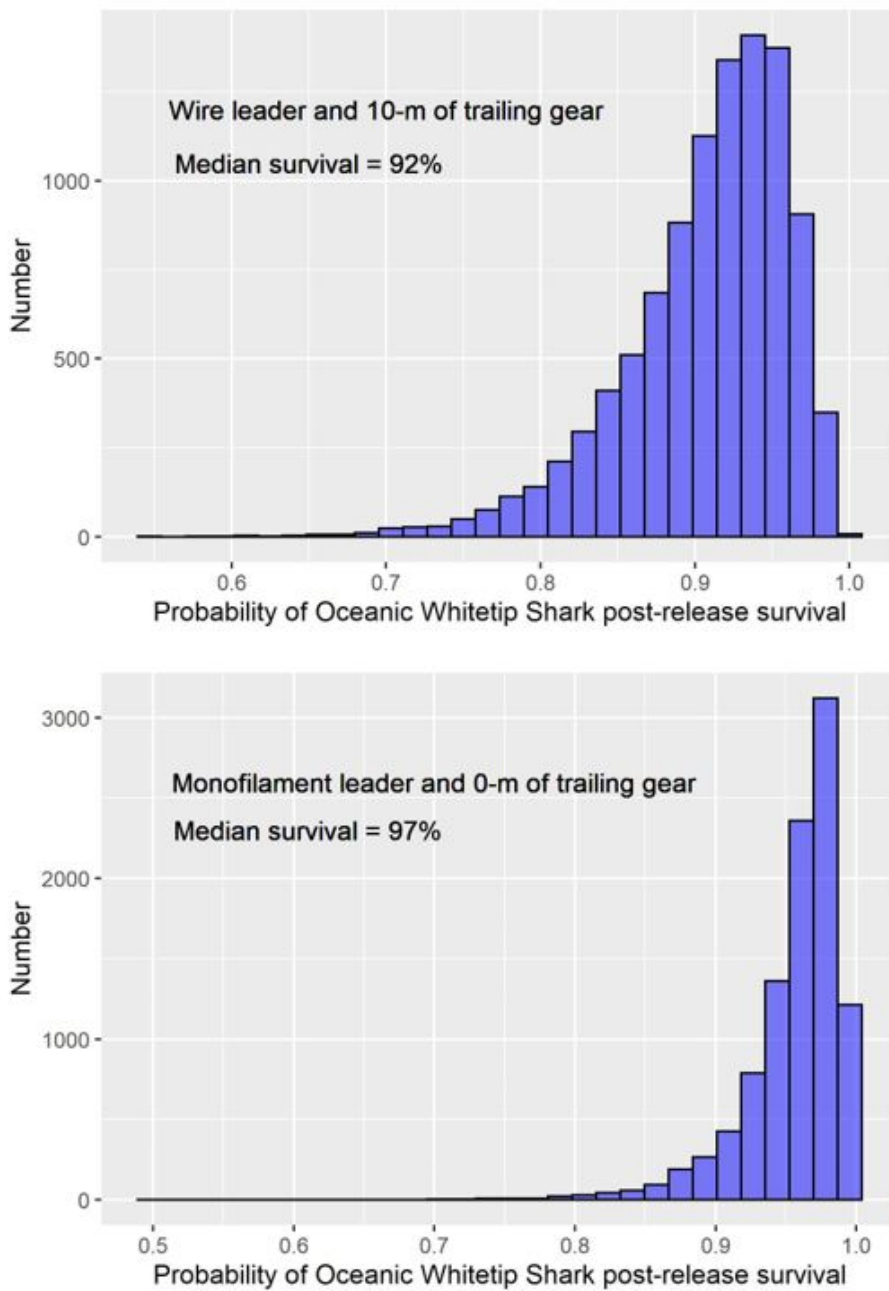 Wire leader and 10-m of trailing gear
Median survival = 92%
1000
500
0
Number
0.6 0.7 0.8 0.9 1.0
Probability of Oceanic Whitetip Shark post-release survival
Monofilament leader and 0-m of trailing gear
Median survival = 97%
3000
2000
1000
0
Number
0.5 0.6 0.7 0.8 0.9 1.0
Probability of Oceanic Whitetip Shark post-release survival